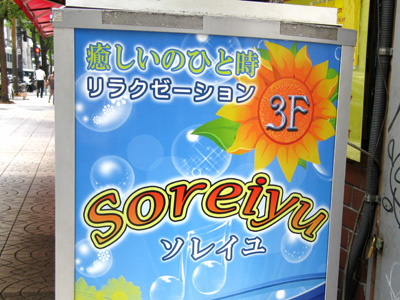 癒しいのひと時
リラクゼーション
3F
Soreiyu
ソレイユ